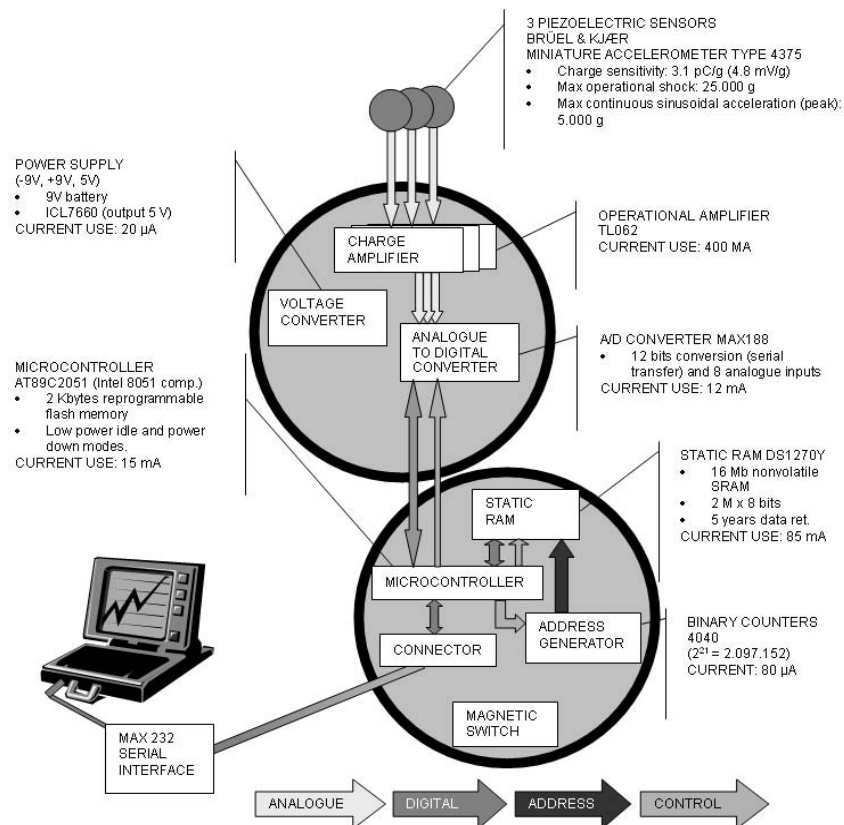 3 PIEZOELECTRIC SENSORS
BRÜEL & KJÆR
MINIATURE ACCELEROMETER TYPE 4375
• Charge sensitivity: 3.1 pC/g (4.8 mV/g)
• Max operational shock: 25.000 g
• Max continuous sinusoidal acceleration (peak):
5.000 g
POWER SUPPLY
(-9V, +9V, 5V)
• 9V battery
• ICL7660 (output 5 V)
CURRENT USE: 20 µA
OPERATIONAL AMPLIFIER
TL062
CURRENT USE: 400 MA
CHARGE
AMPLIFIER
VOLTAGE
CONVERTER
ANALOGUE
TO DIGITAL
CONVERTER
A/D CONVERTER MAX188
• 12 bits conversion (serial
transfer) and 8 analogue inputs
CURRENT USE: 12 mA
MICROCONTROLLER
AT89C2051 (Intel 8051 comp.)
• 2 Kbytes reprogrammable
flash memory
• Low power idle and power
down modes.
CURRENT USE: 15 mA
STATIC RAM DS1270Y
• 16 Mb nonvolatile
SRAM
• 2 M x 8 bits
• 5 years data ret.
CURRENT USE: 85 mA
STATIC
RAM
MICROCONTROLLER
CONNECTOR
ADDRESS
GENERATOR
BINARY COUNTERS
4040
(2²¹ = 2.097.152)
CURRENT: 80 µA
MAGNETIC
SWITCH
MAX 232
SERIAL
INTERFACE
ANALOGUE
DIGITAL
ADDRESS
CONTROL